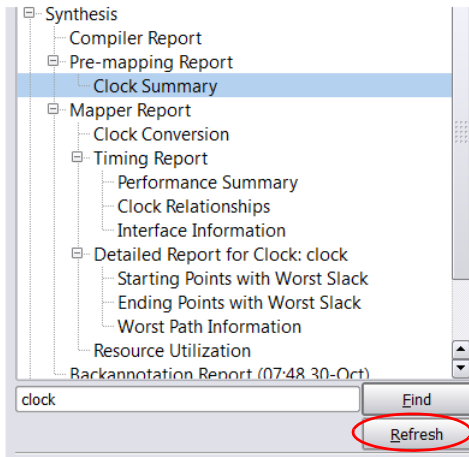 Synthesis
Compiler Report
Pre-mapping Report
Clock Summary
Mapper Report
Clock Conversion
Timing Report
Performance Summary
Clock Relationships
Interface Information
Detailed Report for Clock: clock
Starting Points with Worst Slack
Ending Points with Worst Slack
Worst Path Information
Resource Utilization
Backannotation Report (07:48 30-Oct)
clock Find
Refresh